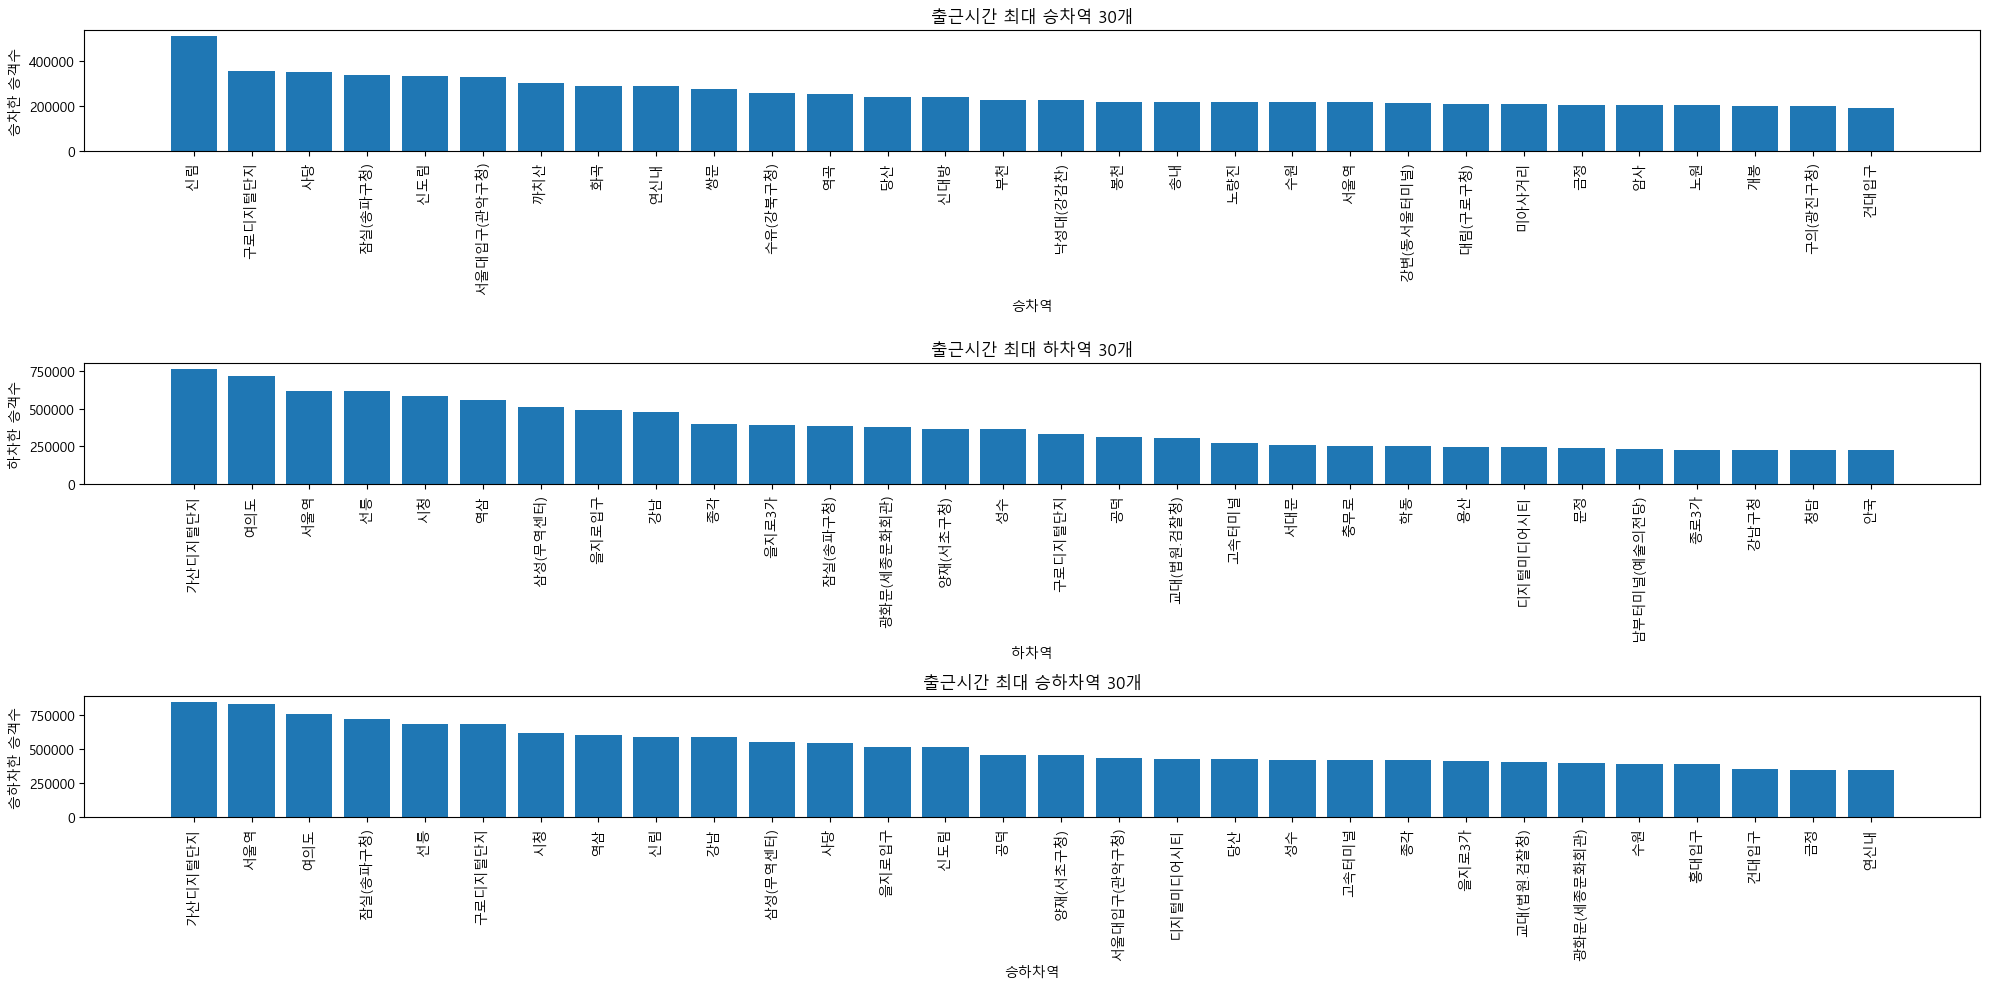 출근시간 최대 승차역 30개
승차한 승객수
400000
200000
0
신림
구로디지털단지
사당
잠실(송파구청)
신도림
서울대입구(관악구청)
까치산
화곡
연신내
쌍문
수유(강북구청)
역곡
당산
신대방
부천
낙성대(강감찬)
봉천
송내
노량진
수원
서울역
강변(동서울터미널)
대림(구로구청)
미아사거리
금정
암사
노원
개봉
구의(광진구청)
건대입구
승차역
출근시간 최대 하차역 30개
하차한 승객수
750000
500000
250000
0
가산디지털단지
여의도
서울역
선릉
시청
역삼
삼성(무역센터)
을지로입구
강남
종각
을지로3가
잠실(송파구청)
광화문(세종문화회관)
양재(서초구청)
성수
구로디지털단지
공덕
교대(법원.검찰청)
고속터미널
서대문
충무로
학동
용산
디지털미디어시티
문정
남부터미널(예술의전당)
종로3가
강남구청
청담
안국
하차역
출근시간 최대 승하차역 30개
승하차한 승객수
750000
500000
250000
0
가산디지털단지
서울역
여의도
잠실(송파구청)
선릉
구로디지털단지
시청
역삼
신림
강남
삼성(무역센터)
사당
을지로입구
신도림
공덕
양재(서초구청)
서울대입구(관악구청)
디지털미디어시티
당산
성수
고속터미널
종각
을지로3가
교대(법원.검찰청)
광화문(세종문화회관)
수원
홍대입구
건대입구
금정
연신내
승하차역